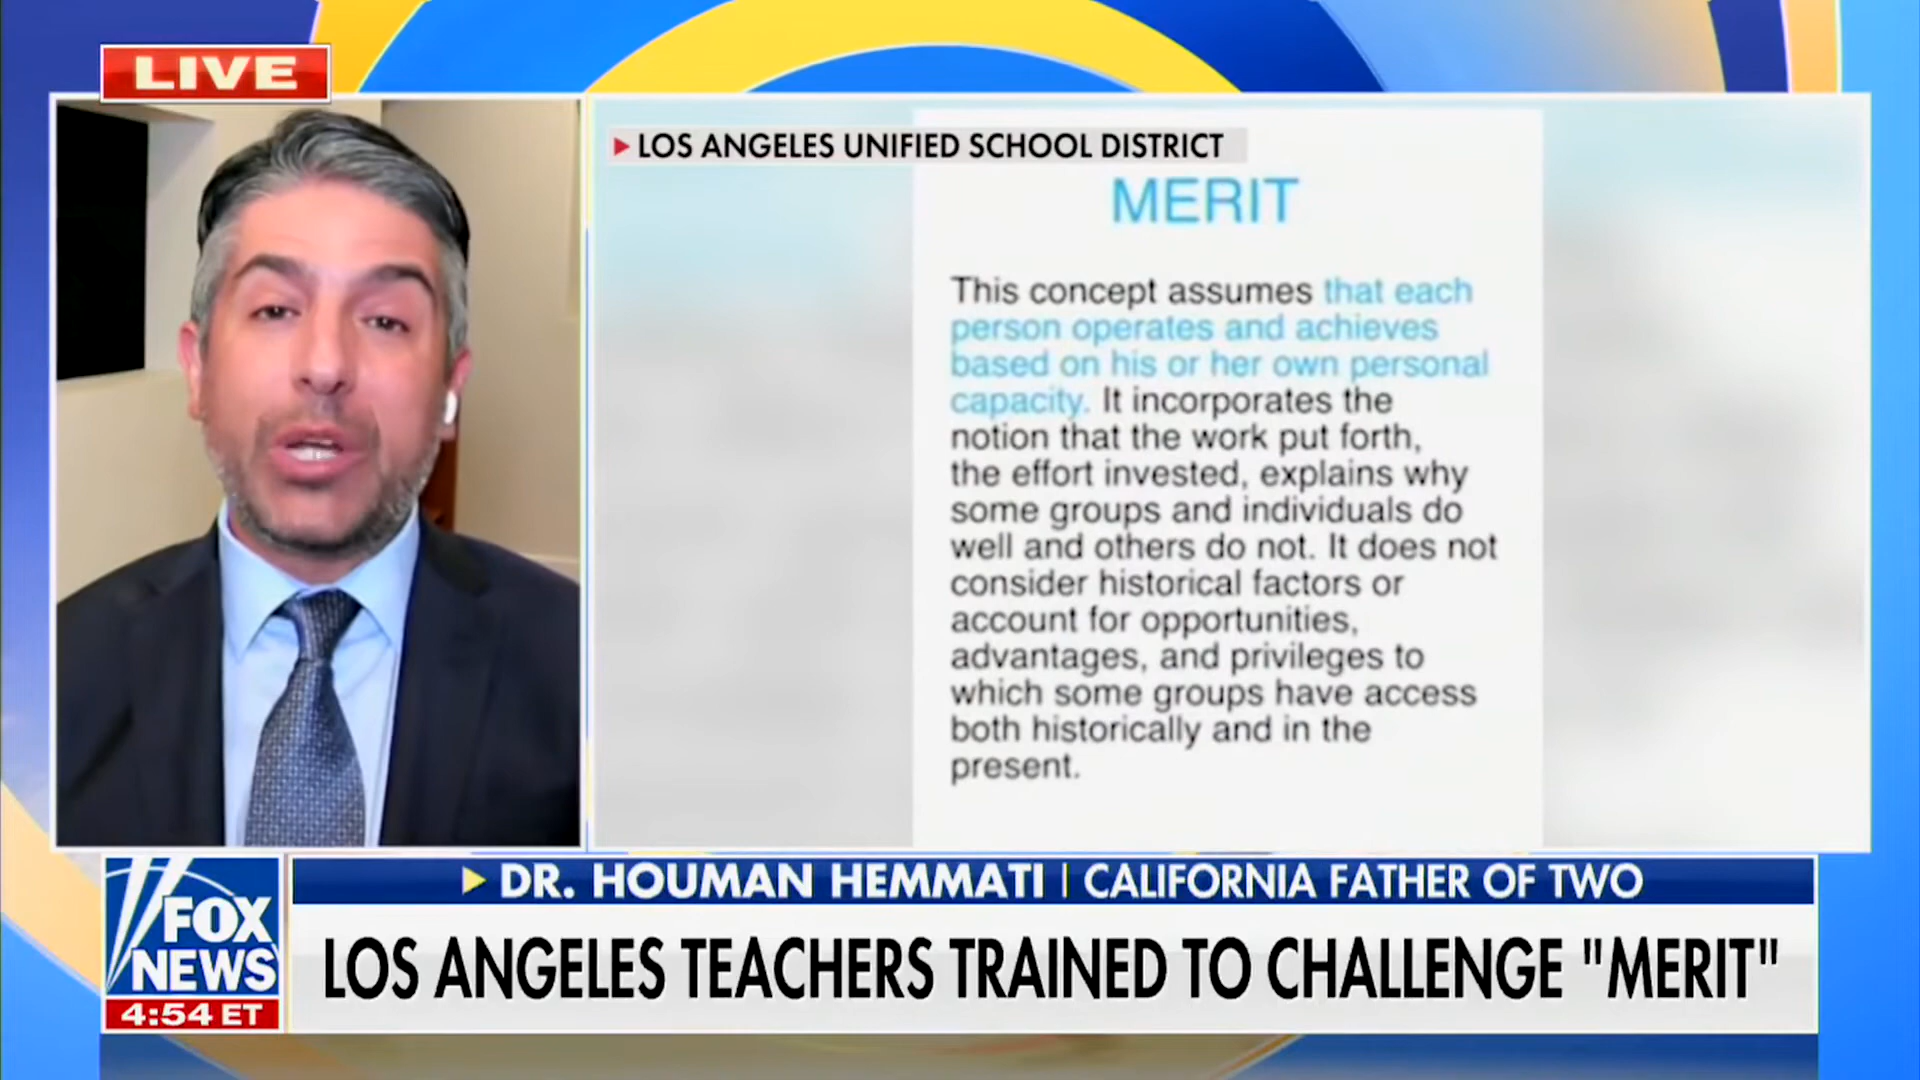 LIVE
▶ LOS ANGELES UNIFIED SCHOOL DISTRICT
MERIT
This concept assumes that each
person operates and achieves
based on his or her own personal
capacity. It incorporates the
notion that the work put forth,
the effort invested, explains why
some groups and individuals do
well and others do not. It does not
consider historical factors or
account for opportunities,
advantages, and privileges to
which some groups have access
both historically and in the
present.
▶ DR. HOUMAN HEMMATI | CALIFORNIA FATHER OF TWO
LOS ANGELES TEACHERS TRAINED TO CHALLENGE "MERIT"
FOX
NEWS
4:54 ET